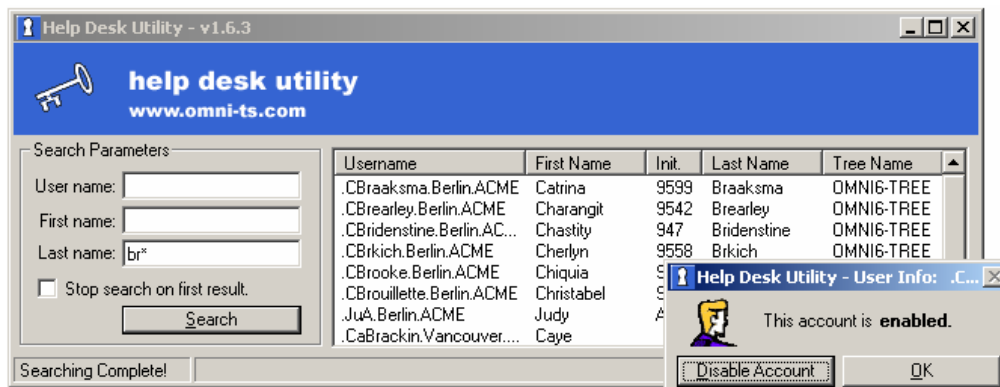 Help Desk Utility - v1.6.3
help desk utility
www.omni-ts.com
Search Parameters
User name:
First name:
Last name: br*
Stop search on first result.
Search
Username First Name Init. Last Name Tree Name
.CBraaksma.Berlin.ACME Catrina 9599 Braaksma OMNI6-TREE
.CBrearley.Berlin.ACME Charangit 9542 Brearley OMNI6-TREE
.CBridenstine.Berlin.AC... Chastity 947 Bridenstine OMNI6-TREE
.CBrkich.Berlin.ACME Cherlyn 9558 Brkich OMNI6-TREE
.CBrooke.Berlin.ACME Chiquia
.CBrouillette.Berlin.ACME Christabel
.JuA.Berlin.ACME Judy
.CaBrackin.Vancouver.... Caye
Help Desk Utility - User Info: .C...
This account is enabled.
Disable Account OK
Searching Complete!